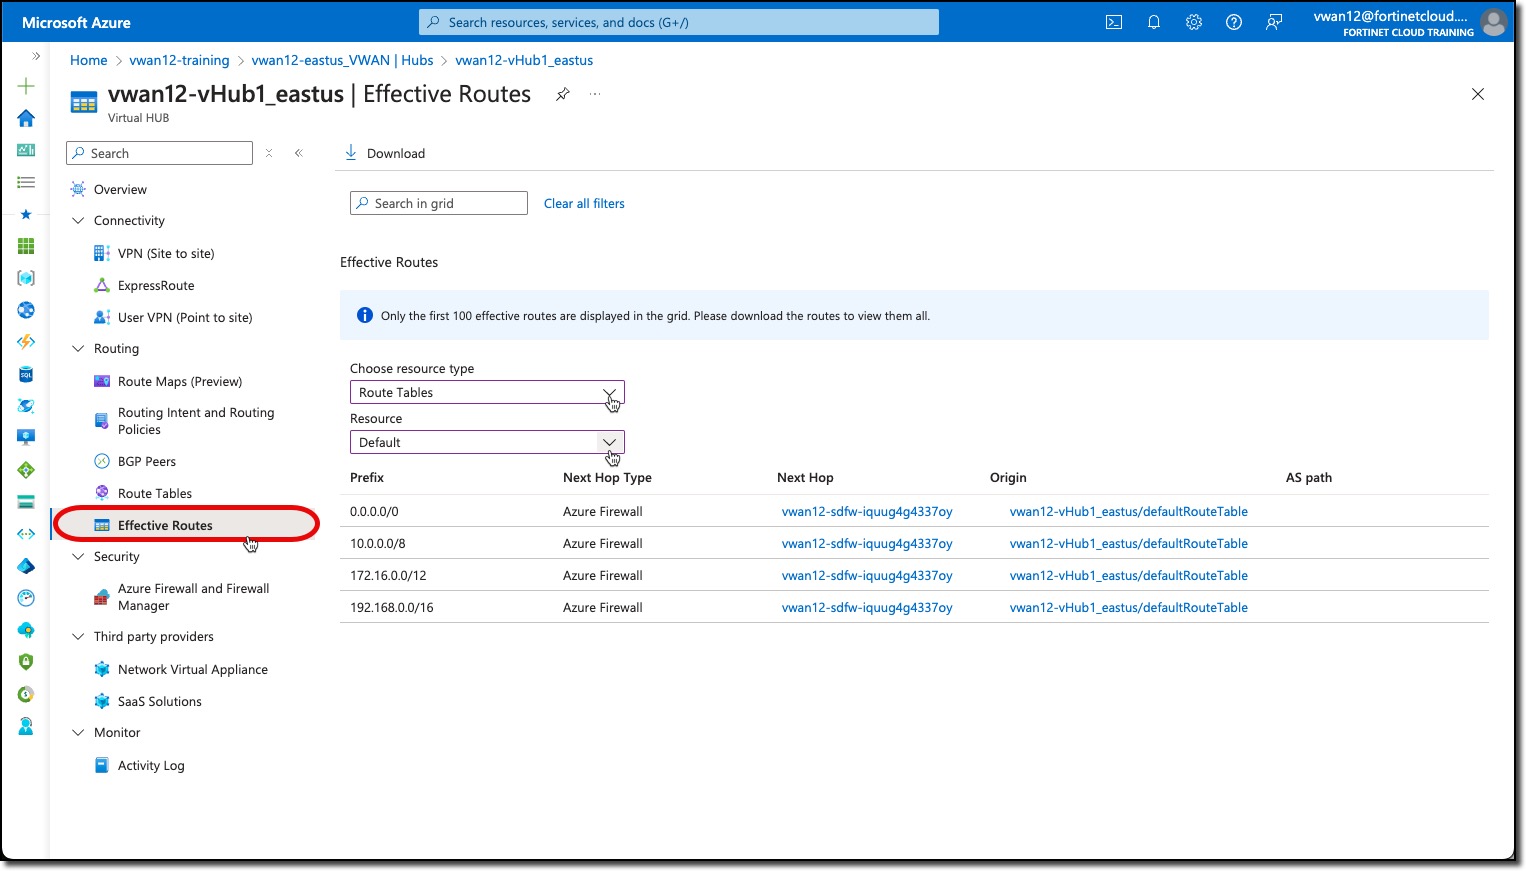 Microsoft Azure
Search resources, services, and docs (G+/)
vwan12@fortinetcloud....
FORTINET CLOUD TRAINING
Home > vwan12-training > vwan12-eastus_VWAN | Hubs > vwan12-vHub1_eastus
vwan12-vHub1_eastus | Effective Routes
Virtual HUB
Search
Overview
Connectivity
VPN (Site to site)
ExpressRoute
User VPN (Point to site)
Routing
Route Maps (Preview)
Routing Intent and Routing
Policies
BGP Peers
Route Tables
Effective Routes
Security
Azure Firewall and Firewall
Manager
Third party providers
Network Virtual Appliance
SaaS Solutions
Monitor
Activity Log
Download
Search in grid
Clear all filters
Effective Routes
Only the first 100 effective routes are displayed in the grid. Please download the routes to view them all.
Choose resource type
Route Tables
Resource
Default
Prefix Next Hop Type Next Hop Origin AS path
0.0.0.0/0 Azure Firewall vwan12-sdfw-iquug4g4337oy vwan12-vHub1_eastus/defaultRouteTable
10.0.0.0/8 Azure Firewall vwan12-sdfw-iquug4g4337oy vwan12-vHub1_eastus/defaultRouteTable
172.16.0.0/12 Azure Firewall vwan12-sdfw-iquug4g4337oy vwan12-vHub1_eastus/defaultRouteTable
192.168.0.0/16 Azure Firewall vwan12-sdfw-iquug4g4337oy vwan12-vHub1_eastus/defaultRouteTable